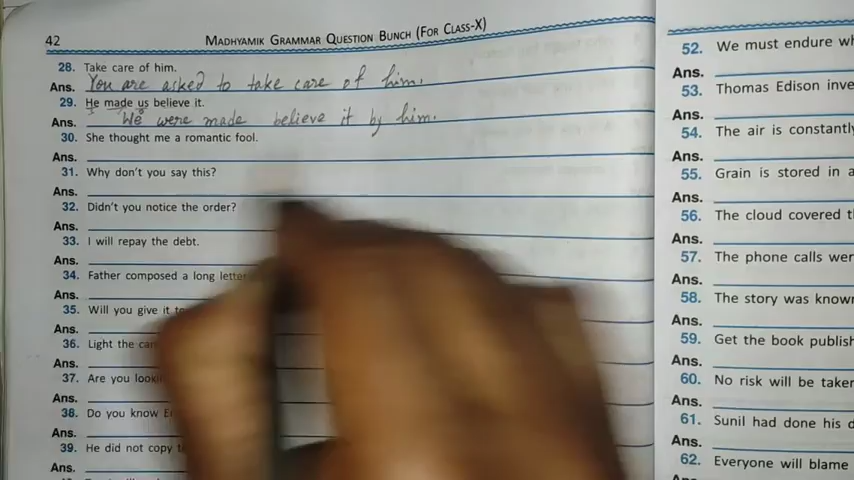 42
MADHYAMIK GRAMMAR QUESTION BUNCH (FOR CLASS-X)
28. Take care of him.
Ans. You are asked to take care of him.
29. He made us believe it.
Ans. We were made believe it by him.
30. She thought me a romantic fool.
Ans.
31. Why don't you say this?
Ans.
32. Didn't you notice the order?
Ans.
33. I will repay the debt.
Ans.
34. Father composed a long letter
Ans.
35. Will you give it
Ans.
36. Light the
Ans.
37. Are you
Ans.
38. Do you know
Ans.
39. He did not copy
Ans.
52. We must endure
Ans.
53. Thomas Edison
Ans.
54. The air is constantly
Ans.
55. Grain is stored in a
Ans.
56. The cloud covered
Ans.
57. The phone calls
Ans.
58. The story was known
Ans.
59. Get the book
Ans.
60. No risk will be taken
Ans.
61. Sunil had done his
Ans.
62. Everyone will blame